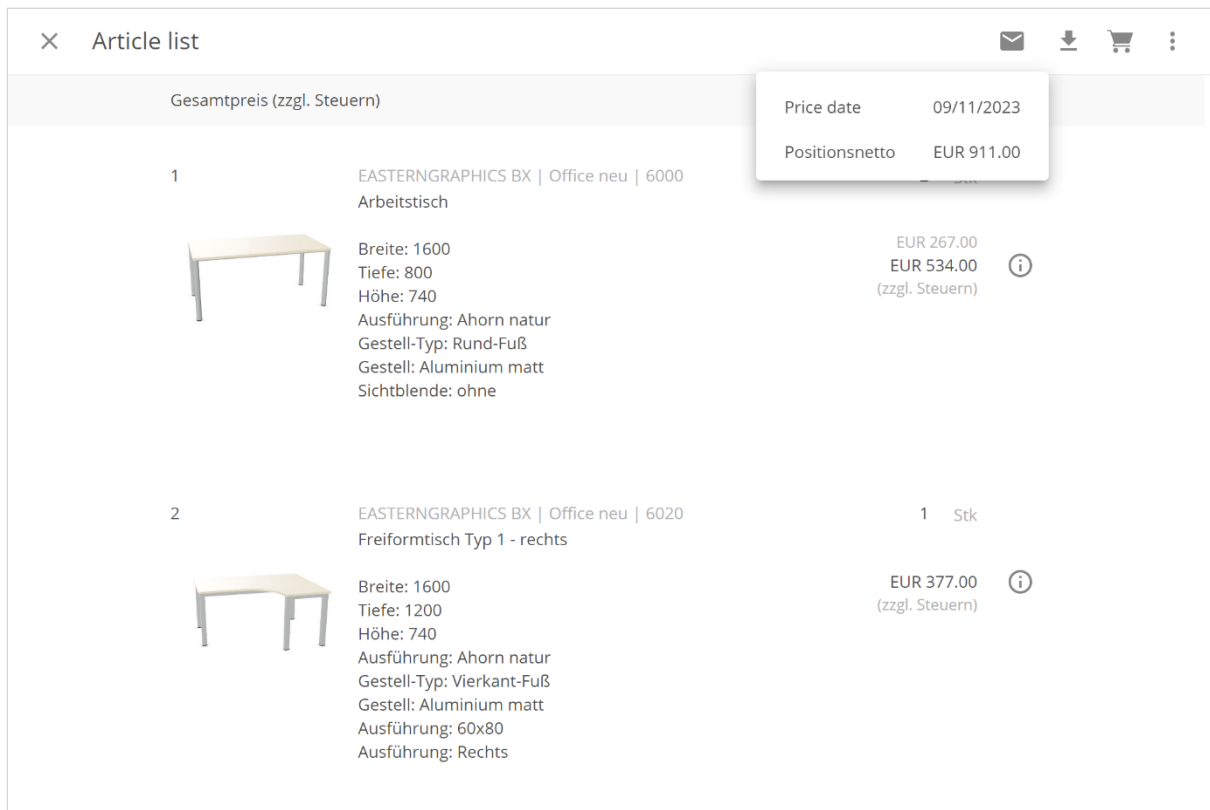 Article list
Gesamtpreis (zzgl. Steuern)
Price date 09/11/2023
Positionsnetto EUR 911.00
1 EASTERNGRAPHICS BX | Office neu | 6000
Arbeitstisch
Breite: 1600
Tiefe: 800
Höhe: 740
Ausführung: Ahorn natur
Gestell-Typ: Rund-Fuß
Gestell: Aluminium matt
Sichtblende: ohne
EUR 267.00
EUR 534.00
(zzgl. Steuern)
2 EASTERNGRAPHICS BX | Office neu | 6020 1 Stk
Freiformtisch Typ 1 - rechts
Breite: 1600
Tiefe: 1200
Höhe: 740
Ausführung: Ahorn natur
Gestell-Typ: Vierkant-Fuß
Gestell: Aluminium matt
Ausführung: 60x80
Ausführung: Rechts
EUR 377.00
(zzgl. Steuern)